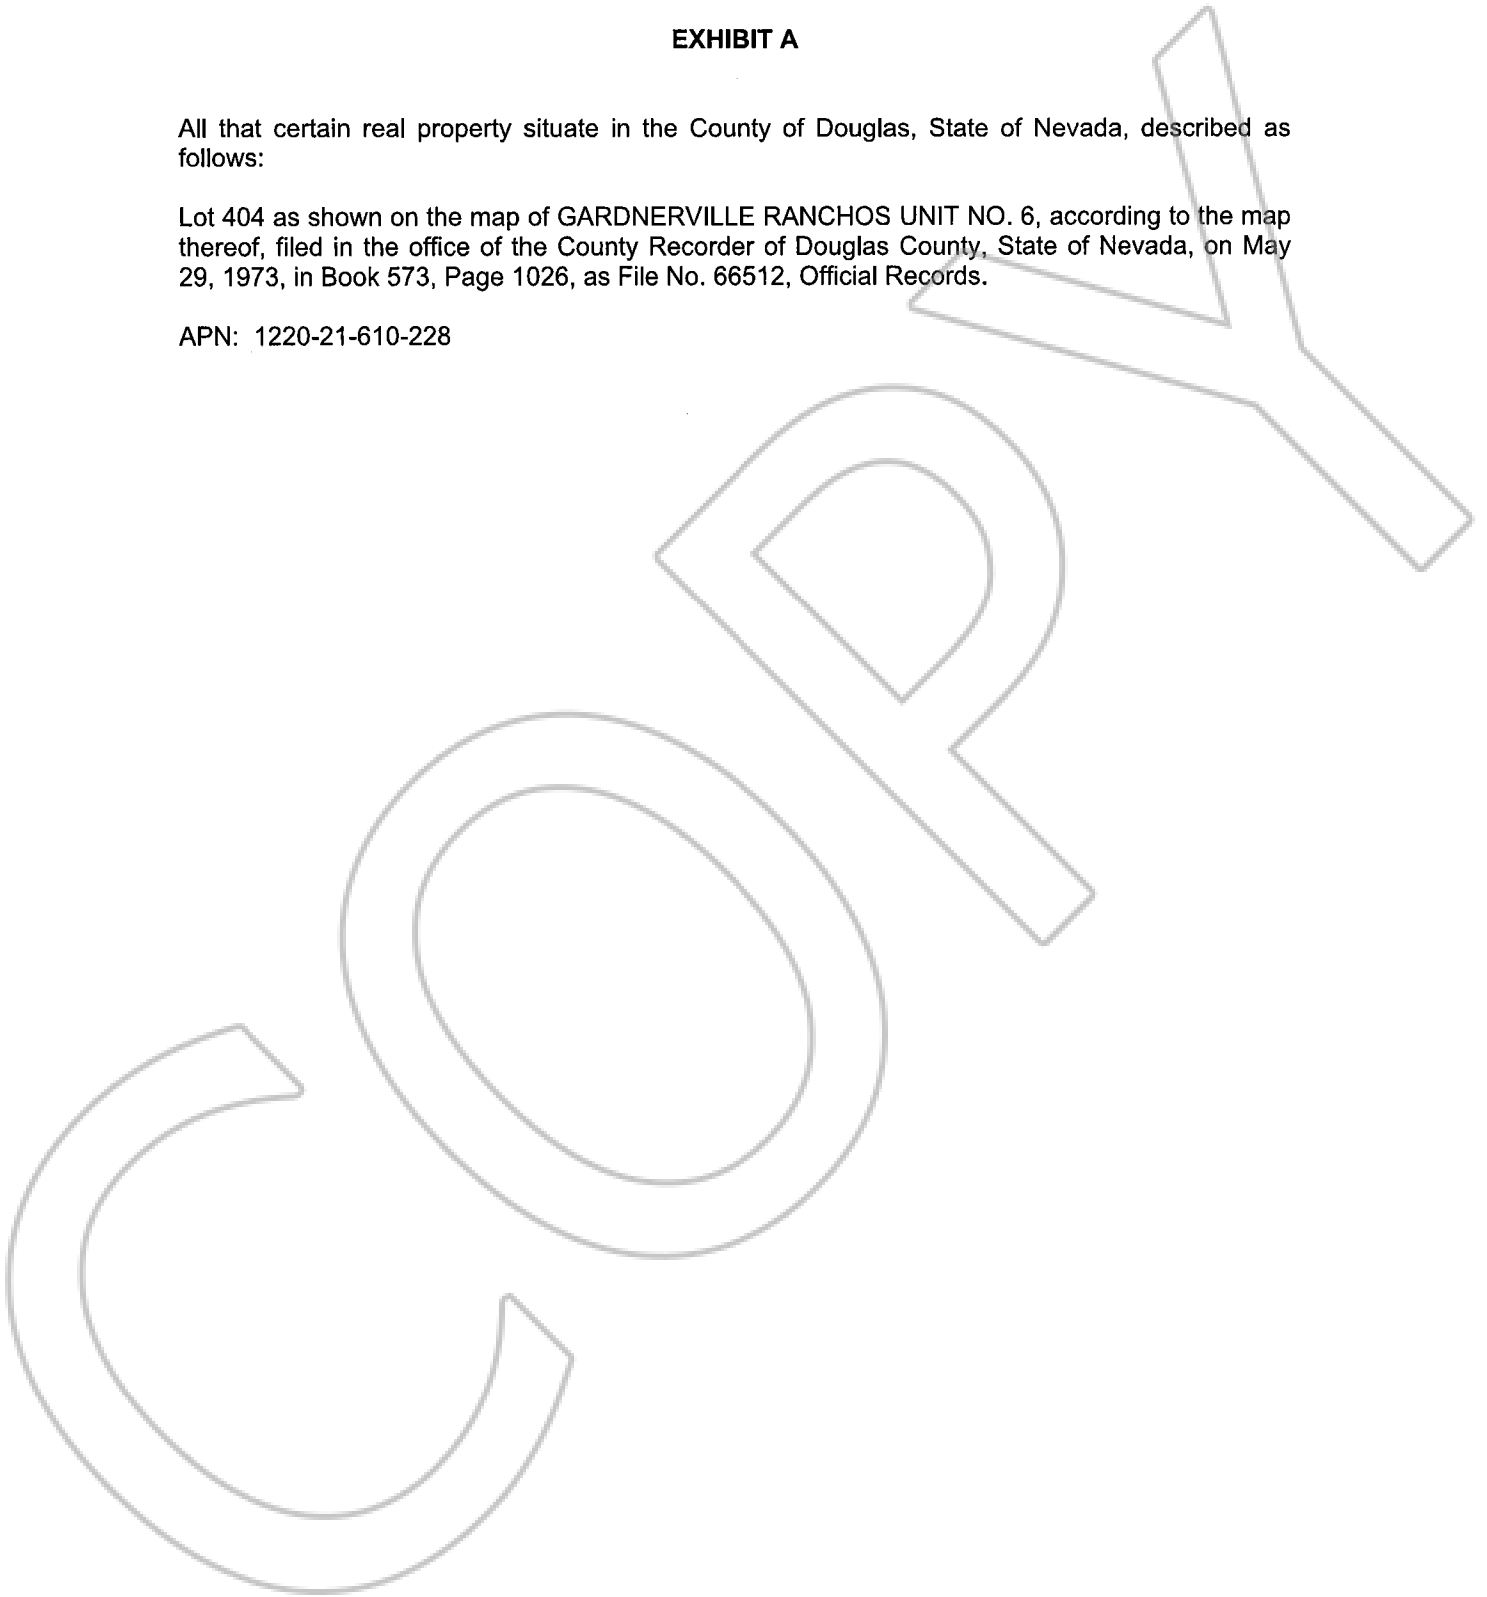 EXHIBIT A
All that certain real property situate in the County of Douglas, State of Nevada, described as
follows:
Lot 404 as shown on the map of GARDNERVILLE RANCHOS UNIT NO. 6, according to the map
thereof, filed in the office of the County Recorder of Douglas County, State of Nevada, on May
29, 1973, in Book 573, Page 1026, as File No. 66512, Official Records.
APN: 1220-21-610-228
COPY